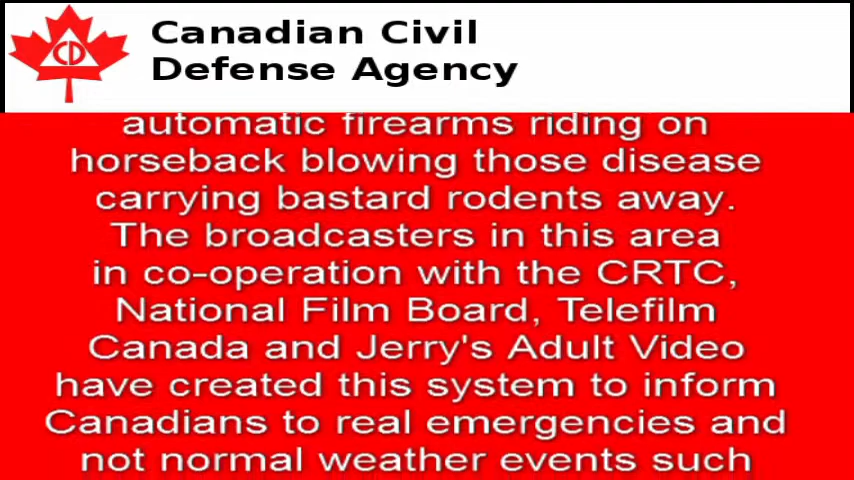 CD
Canadian Civil
Defense Agency
automatic firearms riding on
horseback blowing those disease
carrying bastard rodents away.
The broadcasters in this area
in co-operation with the CRTC,
National Film Board, Telefilm
Canada and Jerry's Adult Video
have created this system to inform
Canadians to real emergencies and
not normal weather events such